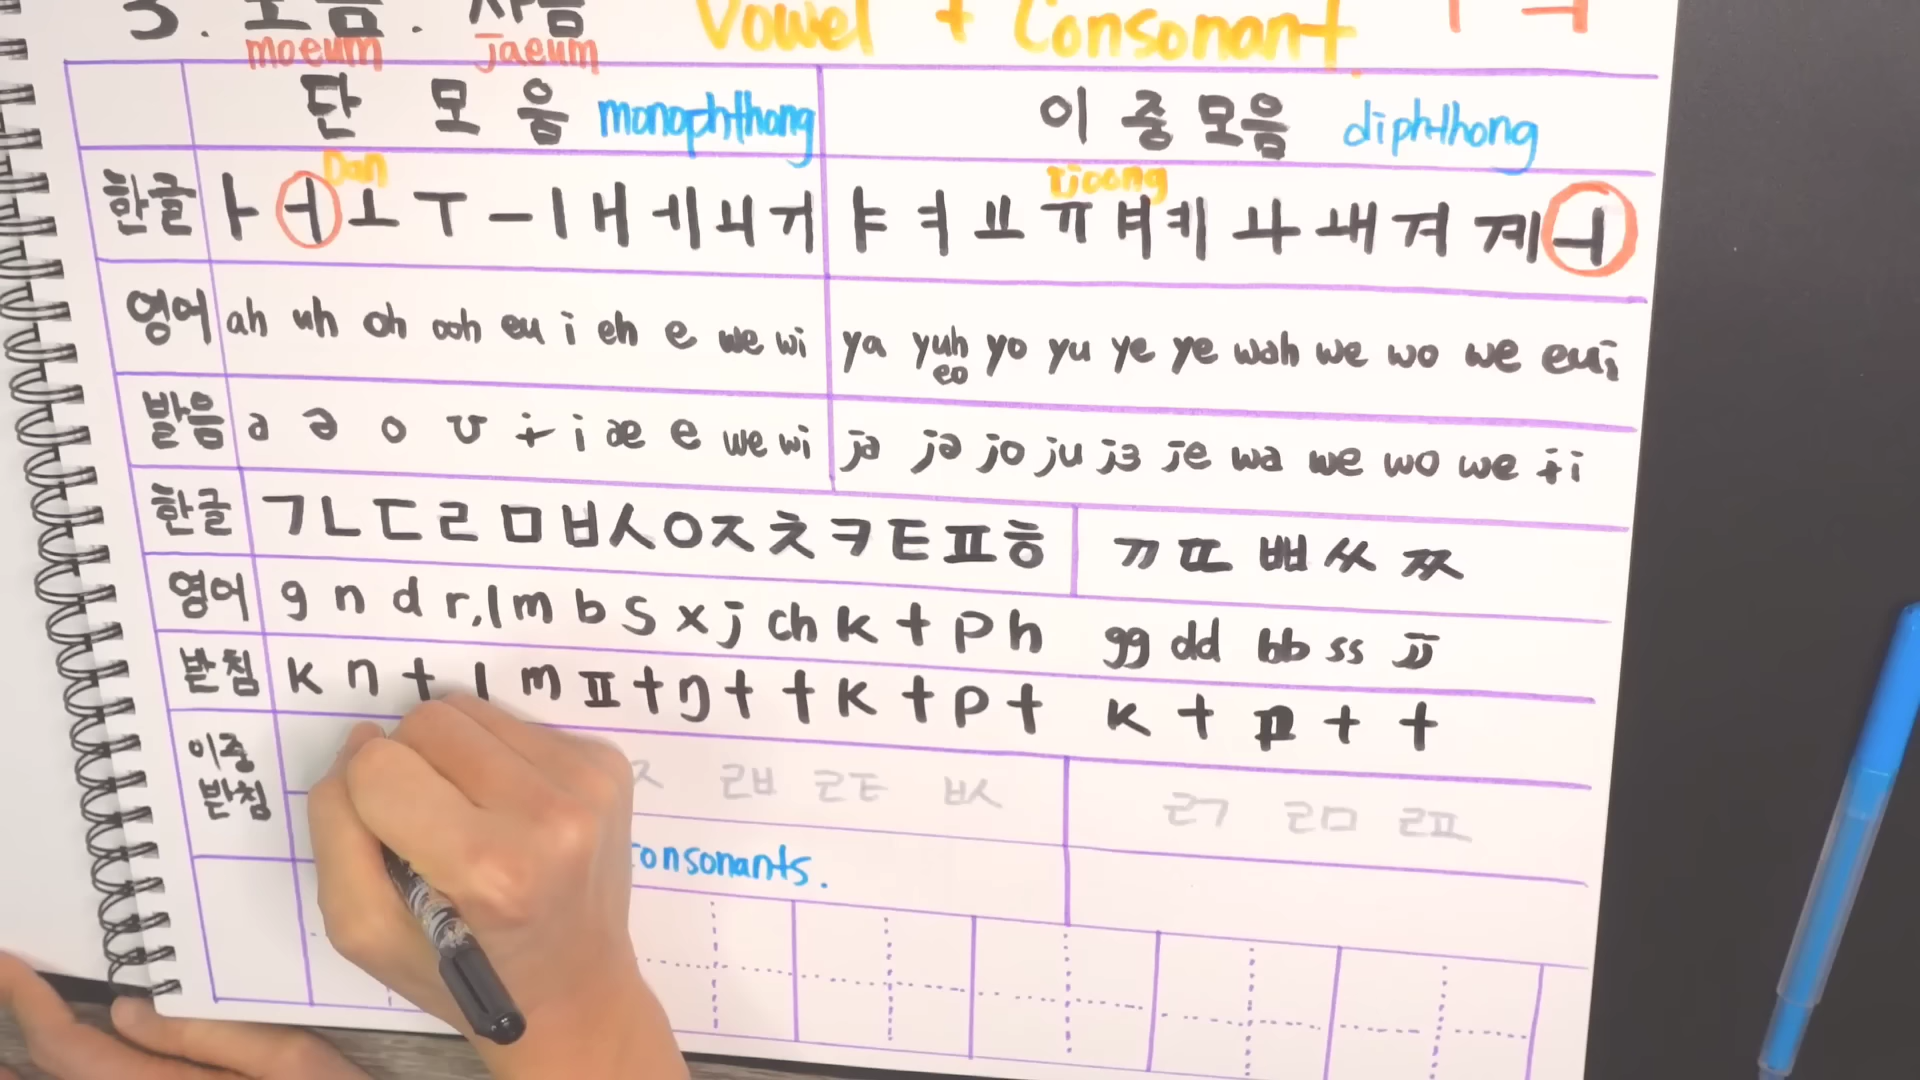 3. 모음. 자음 Vowel + Consonant ㅓ
moeum jaeum
단 모 음 monophthong 이 중 모음 diphthong
Dan
한글 ㅏ ㅓ ㅗ ㅜ ㅡ ㅣ ㅐ ㅔ ㅚ ㅟ ㅑ ㅕ ㅛ ㅠ ㅒ ㅖ ㅘ ㅙ ㅝ ㅞ ㅢ
영어 ah uh oh ooh eu i eh e we wi ya yuh yo yu ye ye wah we wo we eui
eo
발음 a ə o ʊ ɨ i æ e we wi ja jə jo ju jɜ je wa we wo we ɨi
한글 ㄱ ㄴ ㄷ ㄹ ㅁ ㅂ ㅅ ㅇ ㅈ ㅊ ㅋ ㅌ ㅍ ㅎ ㄲ ㄸ ㅃ ㅆ ㅉ
영어 g n d r,l m b s x j ch k t p h gg dd bb ss jj
받침 k n t l m ㅍ t ŋ t t k t p t k t p t t
이중 받침 ㄹㅂ ㄹㅌ ㅂㅅ ㄹㄱ ㄹㅁ ㄹㅍ
consonants.